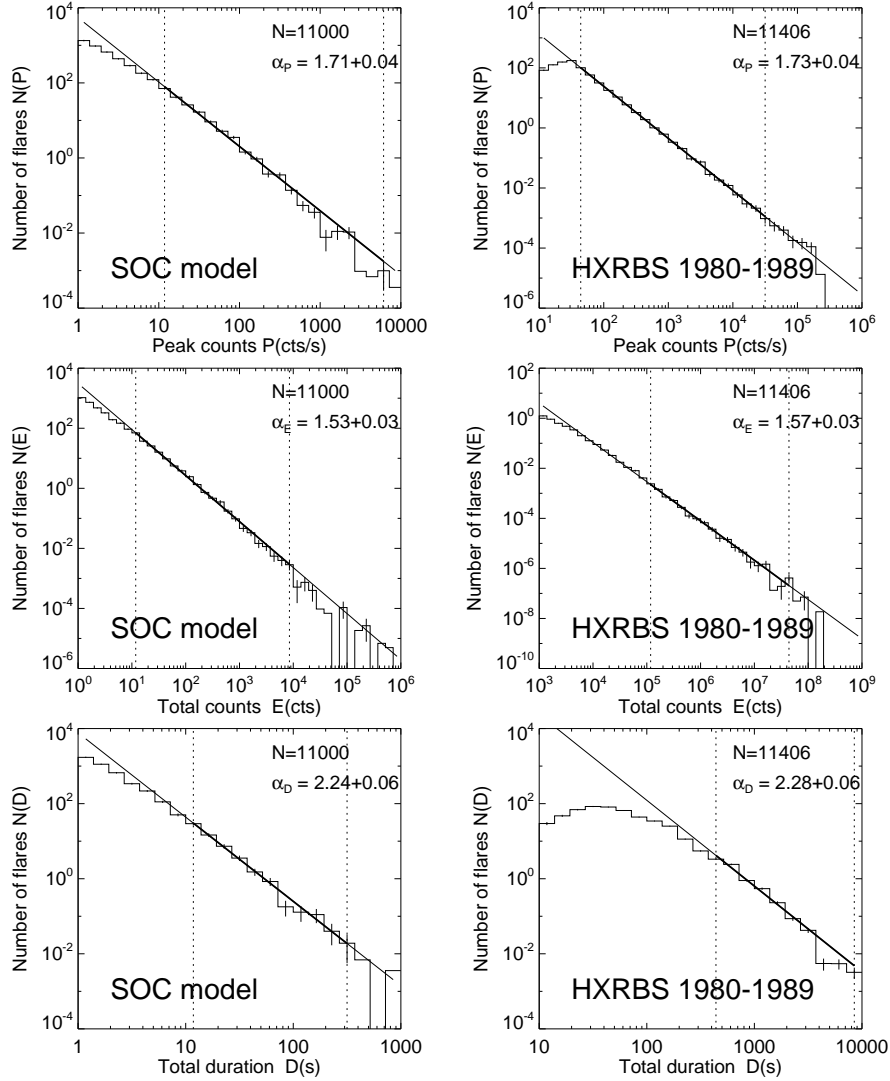 N=11000
αP = 1.71+0.04
SOC model
Number of flares N(P)
10^4
10^2
10^0
10^-2
10^-4
1
10
100
1000
10000
Peak counts P(cts/s)
N=11406
αP = 1.73+0.04
HXRBS 1980-1989
Number of flares N(P)
10^4
10^2
10^0
10^-2
10^-4
10^-6
10^1
10^2
10^3
10^4
10^5
10^6
Peak counts P(cts/s)
N=11000
αE = 1.53+0.03
SOC model
Number of flares N(E)
10^4
10^2
10^0
10^-2
10^-4
10^-6
10^0
10^1
10^2
10^3
10^4
10^5
10^6
Total counts E(cts)
N=11406
αE = 1.57+0.03
HXRBS 1980-1989
Number of flares N(E)
10^2
10^0
10^-2
10^-4
10^-6
10^-8
10^-10
10^3
10^4
10^5
10^6
10^7
10^8
10^9
Total counts E(cts)
N=11000
αD = 2.24+0.06
SOC model
Number of flares N(D)
10^4
10^2
10^0
10^-2
10^-4
1
10
100
1000
Total duration D(s)
N=11406
αD = 2.28+0.06
HXRBS 1980-1989
Number of flares N(D)
10^4
10^2
10^0
10^-2
10^-4
10
100
1000
10000
Total duration D(s)